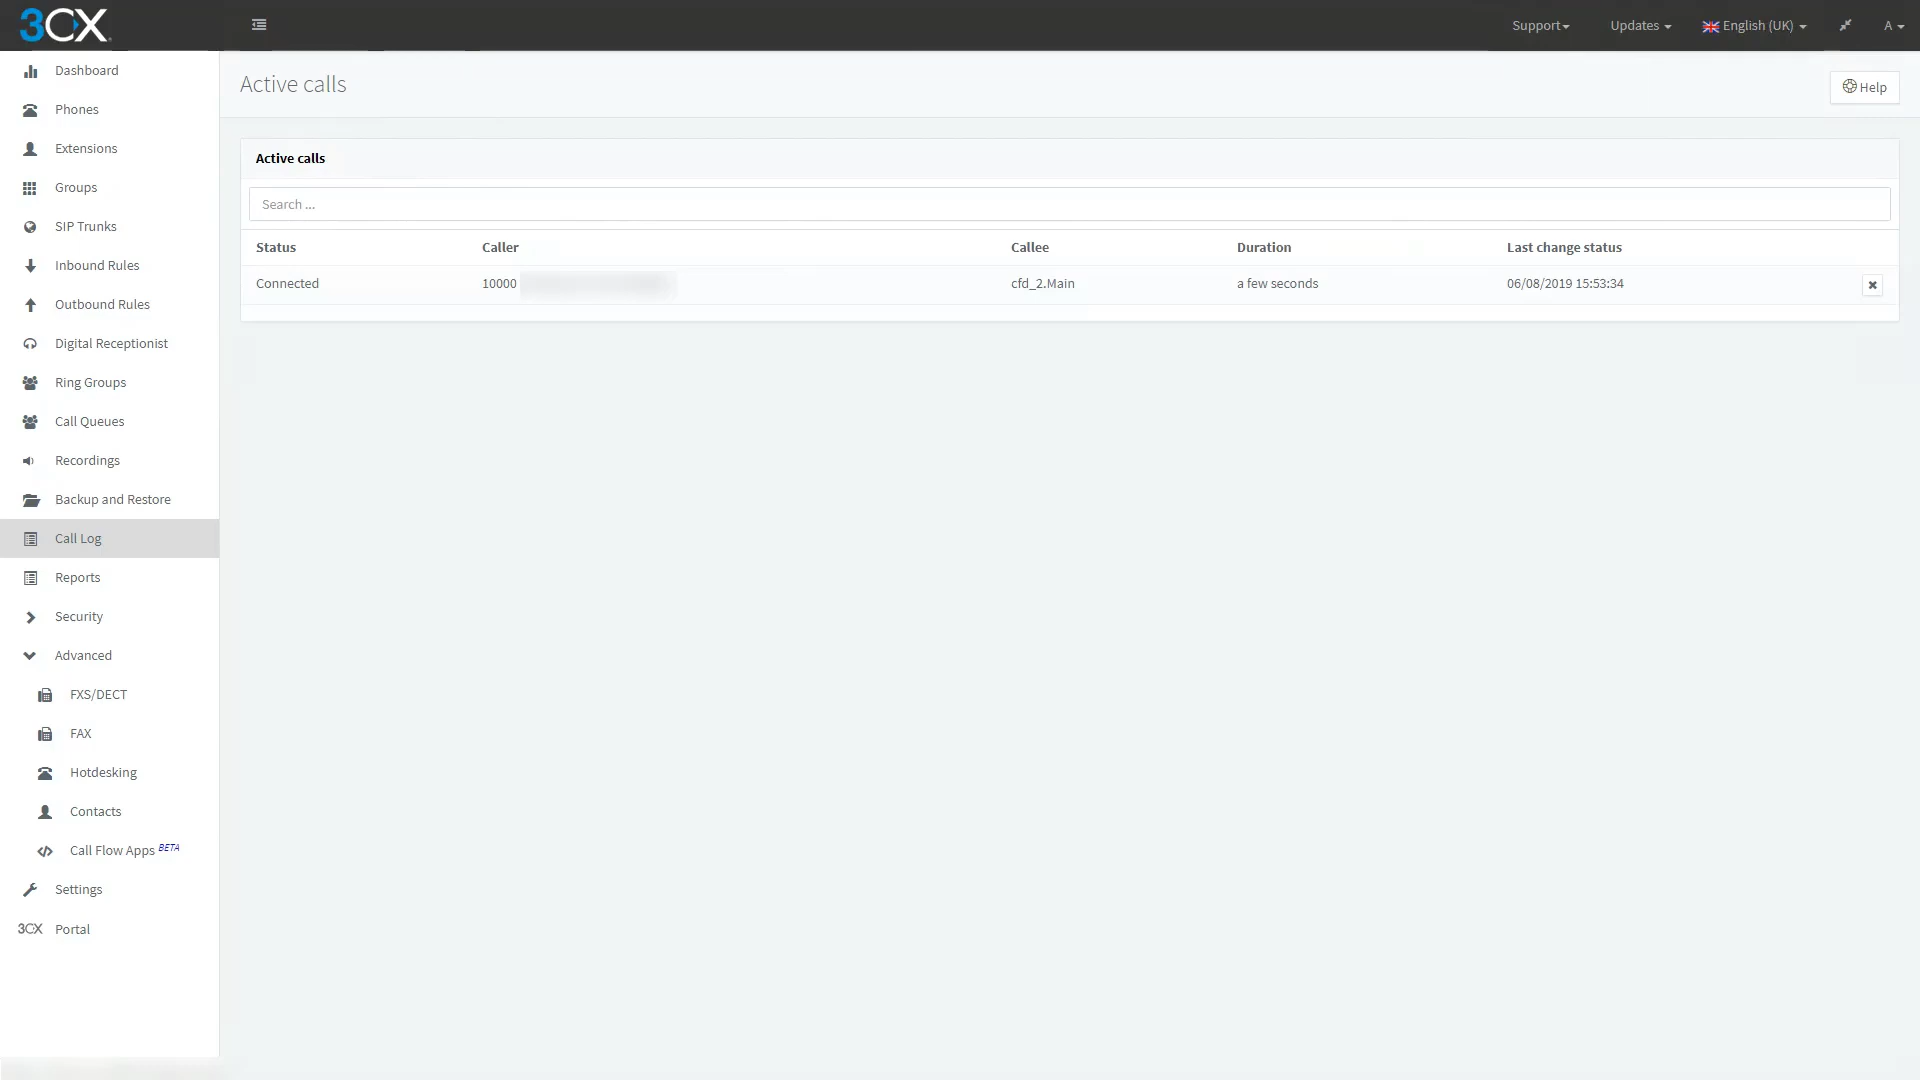 3CX
Support
Updates
English (UK)
A
Dashboard
Phones
Extensions
Groups
SIP Trunks
Inbound Rules
Outbound Rules
Digital Receptionist
Ring Groups
Call Queues
Recordings
Backup and Restore
Call Log
Reports
Security
Advanced
FXS/DECT
FAX
Hotdesking
Contacts
Call Flow Apps BETA
Settings
3CX Portal
Active calls
Help
Active calls
Search ...
Status Caller Callee Duration Last change status
Connected 10000 cfd_2.Main a few seconds 06/08/2019 15:53:34